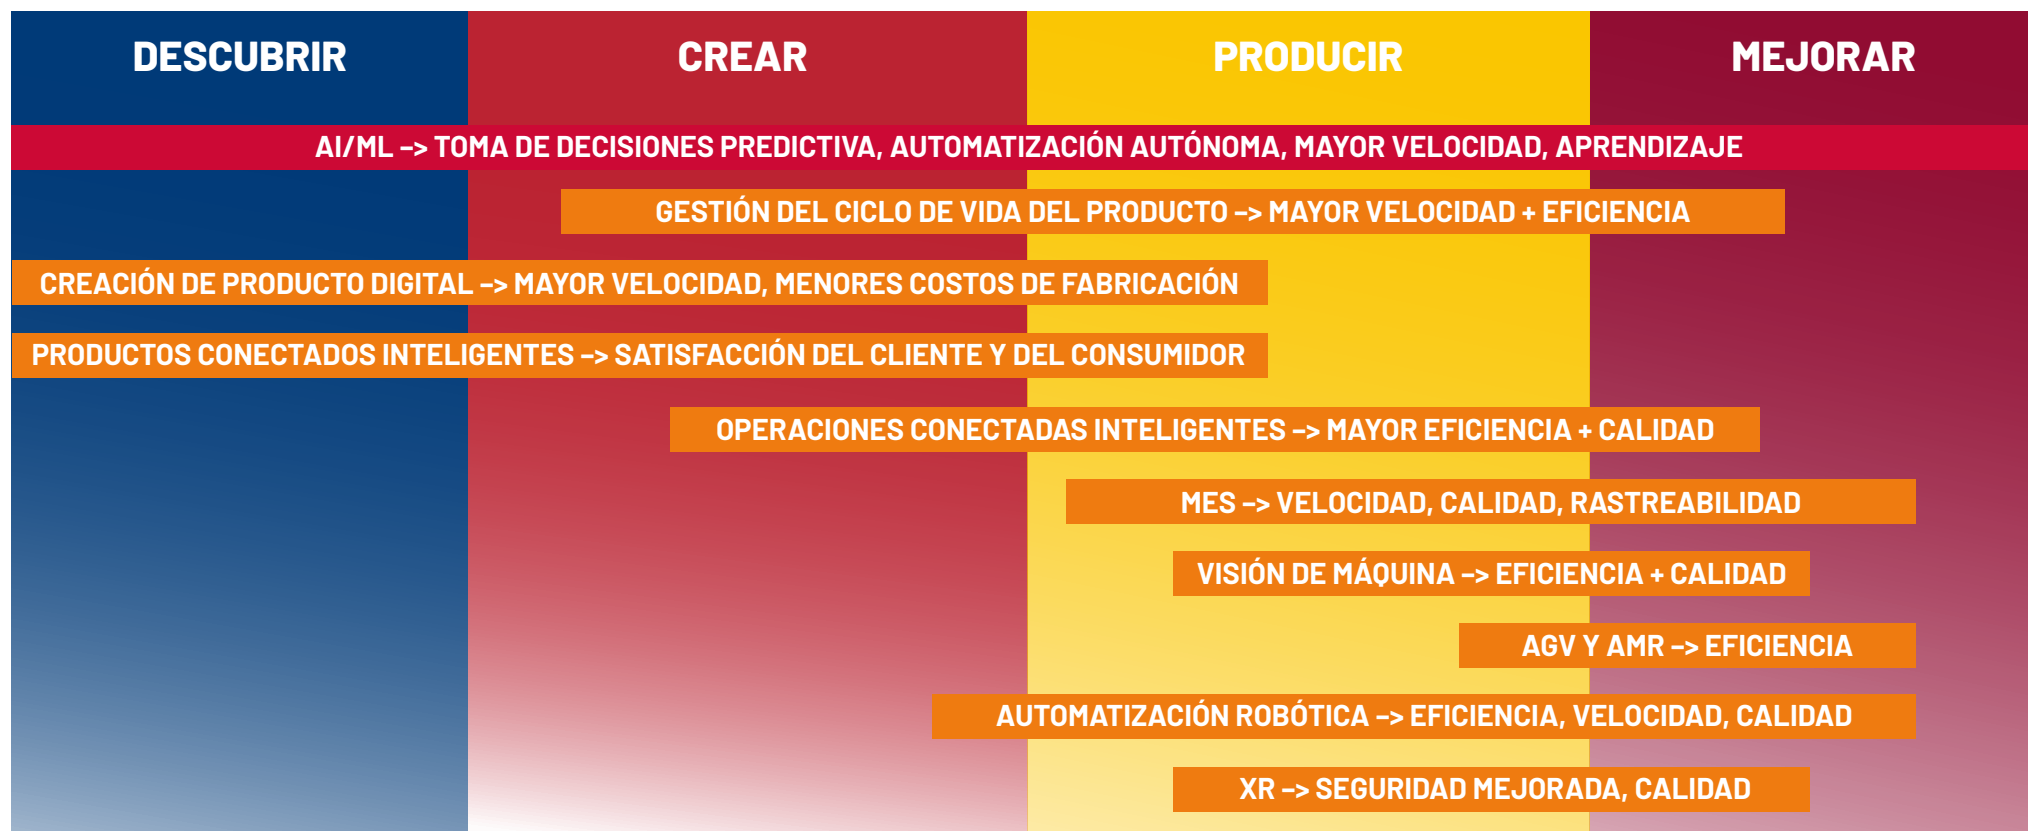 DESCUBRIR
CREAR
PRODUCIR
MEJORAR
AI/ML –> TOMA DE DECISIONES PREDICTIVA, AUTOMATIZACIÓN AUTÓNOMA, MAYOR VELOCIDAD, APRENDIZAJE
GESTIÓN DEL CICLO DE VIDA DEL PRODUCTO –> MAYOR VELOCIDAD + EFICIENCIA
CREACIÓN DE PRODUCTO DIGITAL –> MAYOR VELOCIDAD, MENORES COSTOS DE FABRICACIÓN
PRODUCTOS CONECTADOS INTELIGENTES –> SATISFACCIÓN DEL CLIENTE Y DEL CONSUMIDOR
OPERACIONES CONECTADAS INTELIGENTES –> MAYOR EFICIENCIA + CALIDAD
MES –> VELOCIDAD, CALIDAD, RASTREABILIDAD
VISIÓN DE MÁQUINA –> EFICIENCIA + CALIDAD
AGV Y AMR –> EFICIENCIA
AUTOMATIZACIÓN ROBÓTICA –> EFICIENCIA, VELOCIDAD, CALIDAD
XR –> SEGURIDAD MEJORADA, CALIDAD